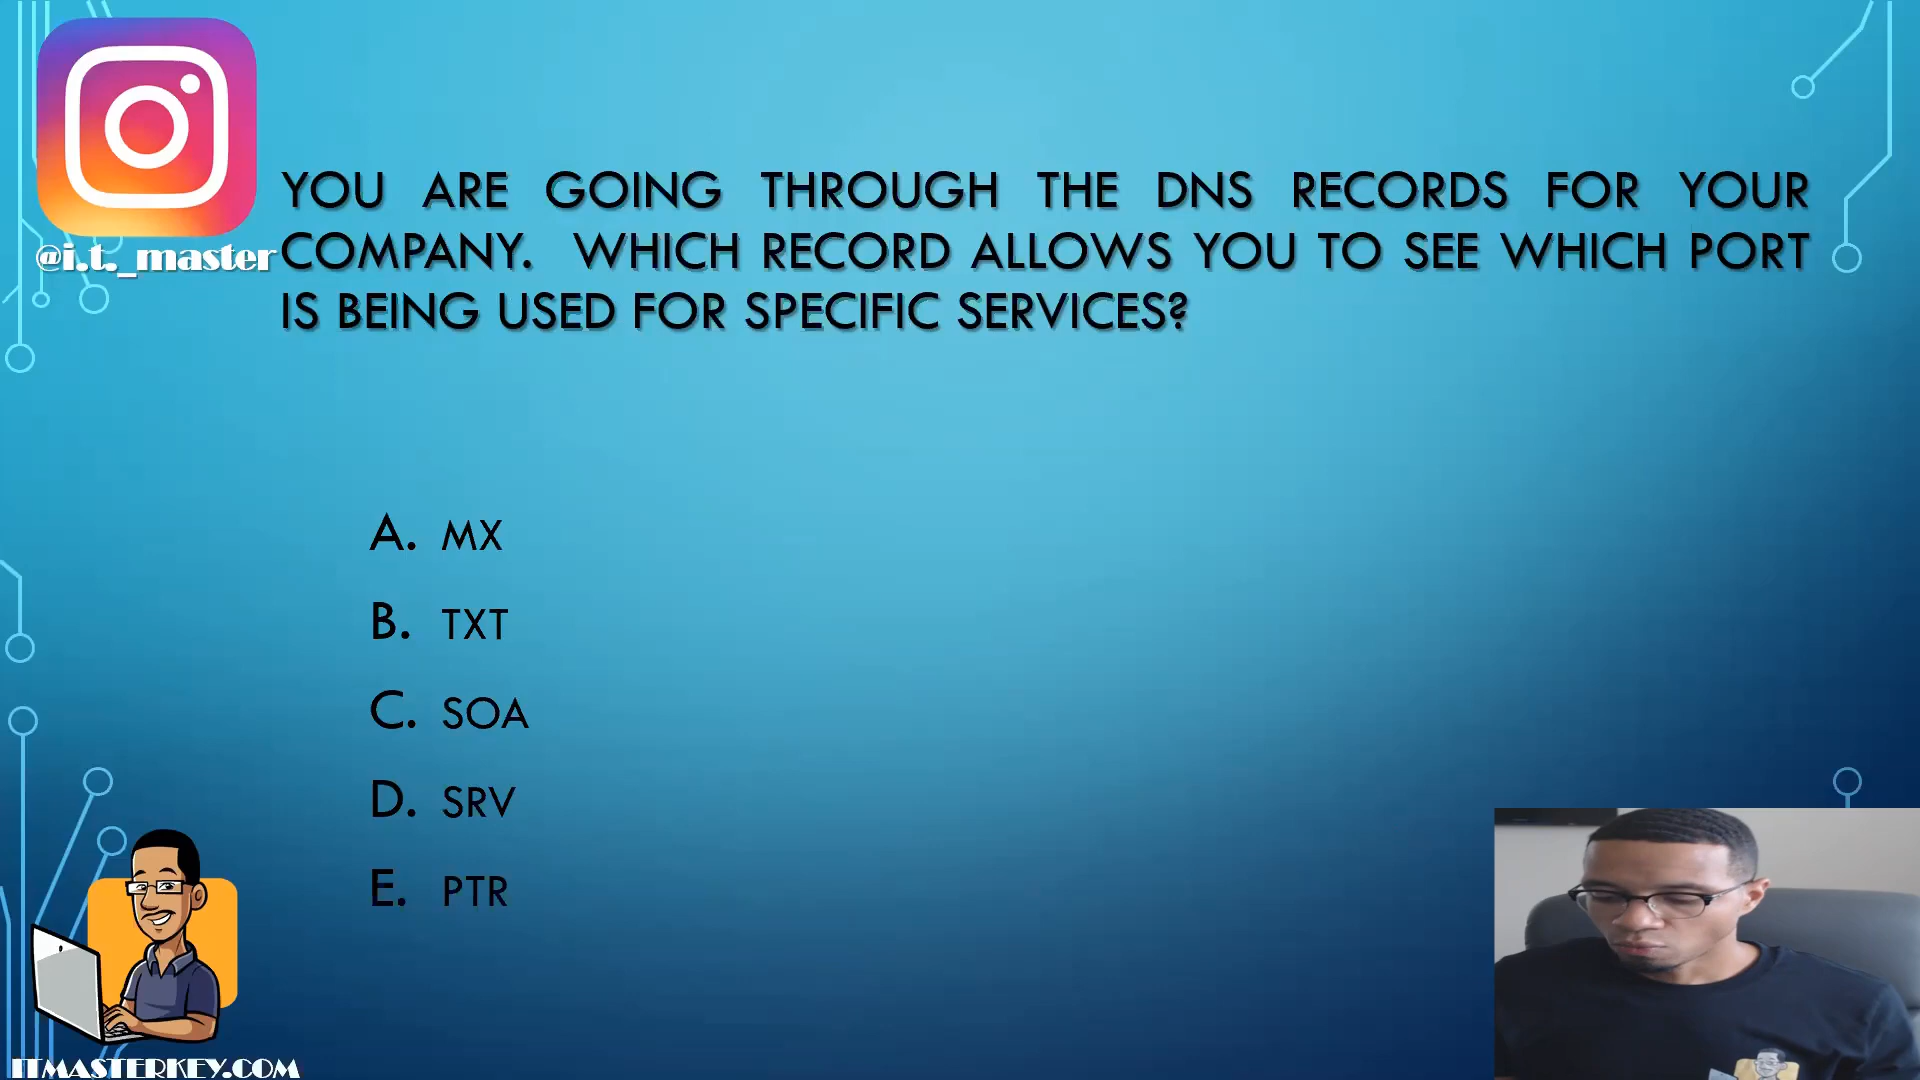 YOU ARE GOING THROUGH THE DNS RECORDS FOR YOUR
COMPANY. WHICH RECORD ALLOWS YOU TO SEE WHICH PORT
IS BEING USED FOR SPECIFIC SERVICES?
@i.t._master
A. MX
B. TXT
C. SOA
D. SRV
E. PTR
ITMASTERKEY.COM